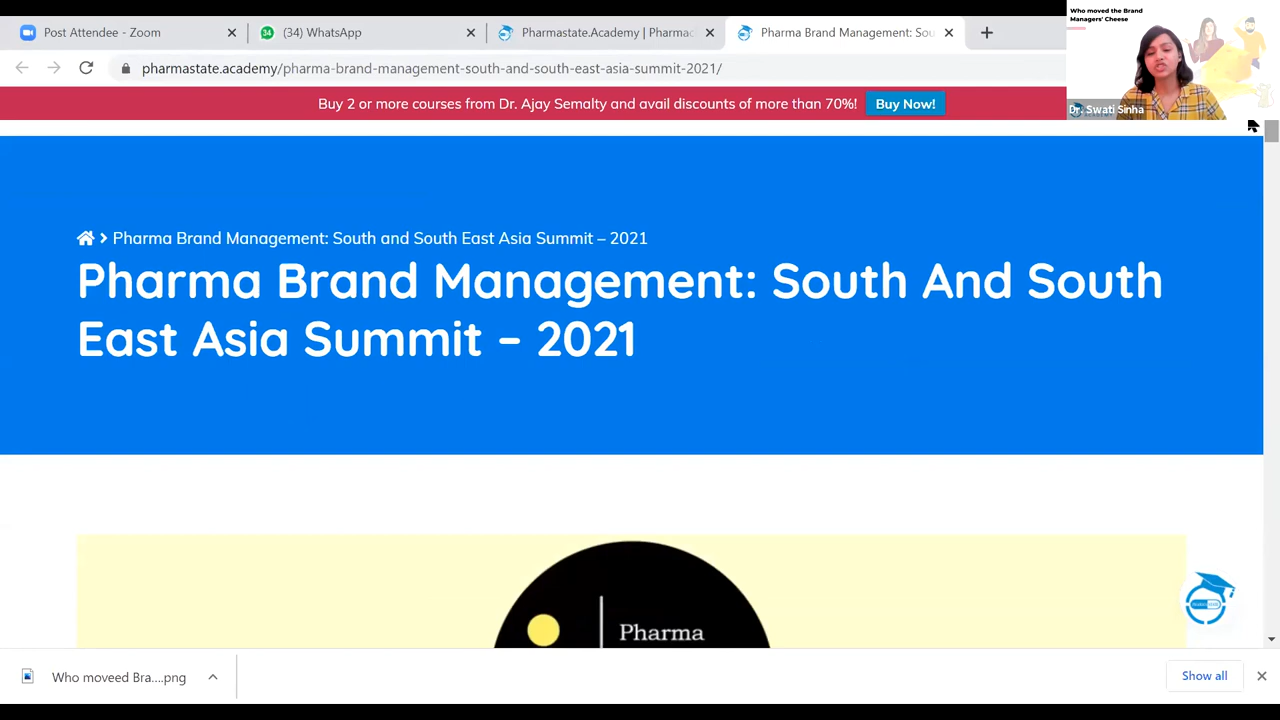 Post Attendee - Zoom
(34) WhatsApp
Pharmastate.Academy | Pharmac
Pharma Brand Management: Sou
pharmastate.academy/pharma-brand-management-south-and-south-east-asia-summit-2021/
Buy 2 or more courses from Dr. Ajay Semalty and avail discounts of more than 70%!
Buy Now!
Who moved the Brand
Managers' Cheese
Dr. Swati Sinha
Pharma Brand Management: South and South East Asia Summit – 2021
Pharma Brand Management: South And South
East Asia Summit – 2021
Pharma
Who moveed Bra....png
Show all